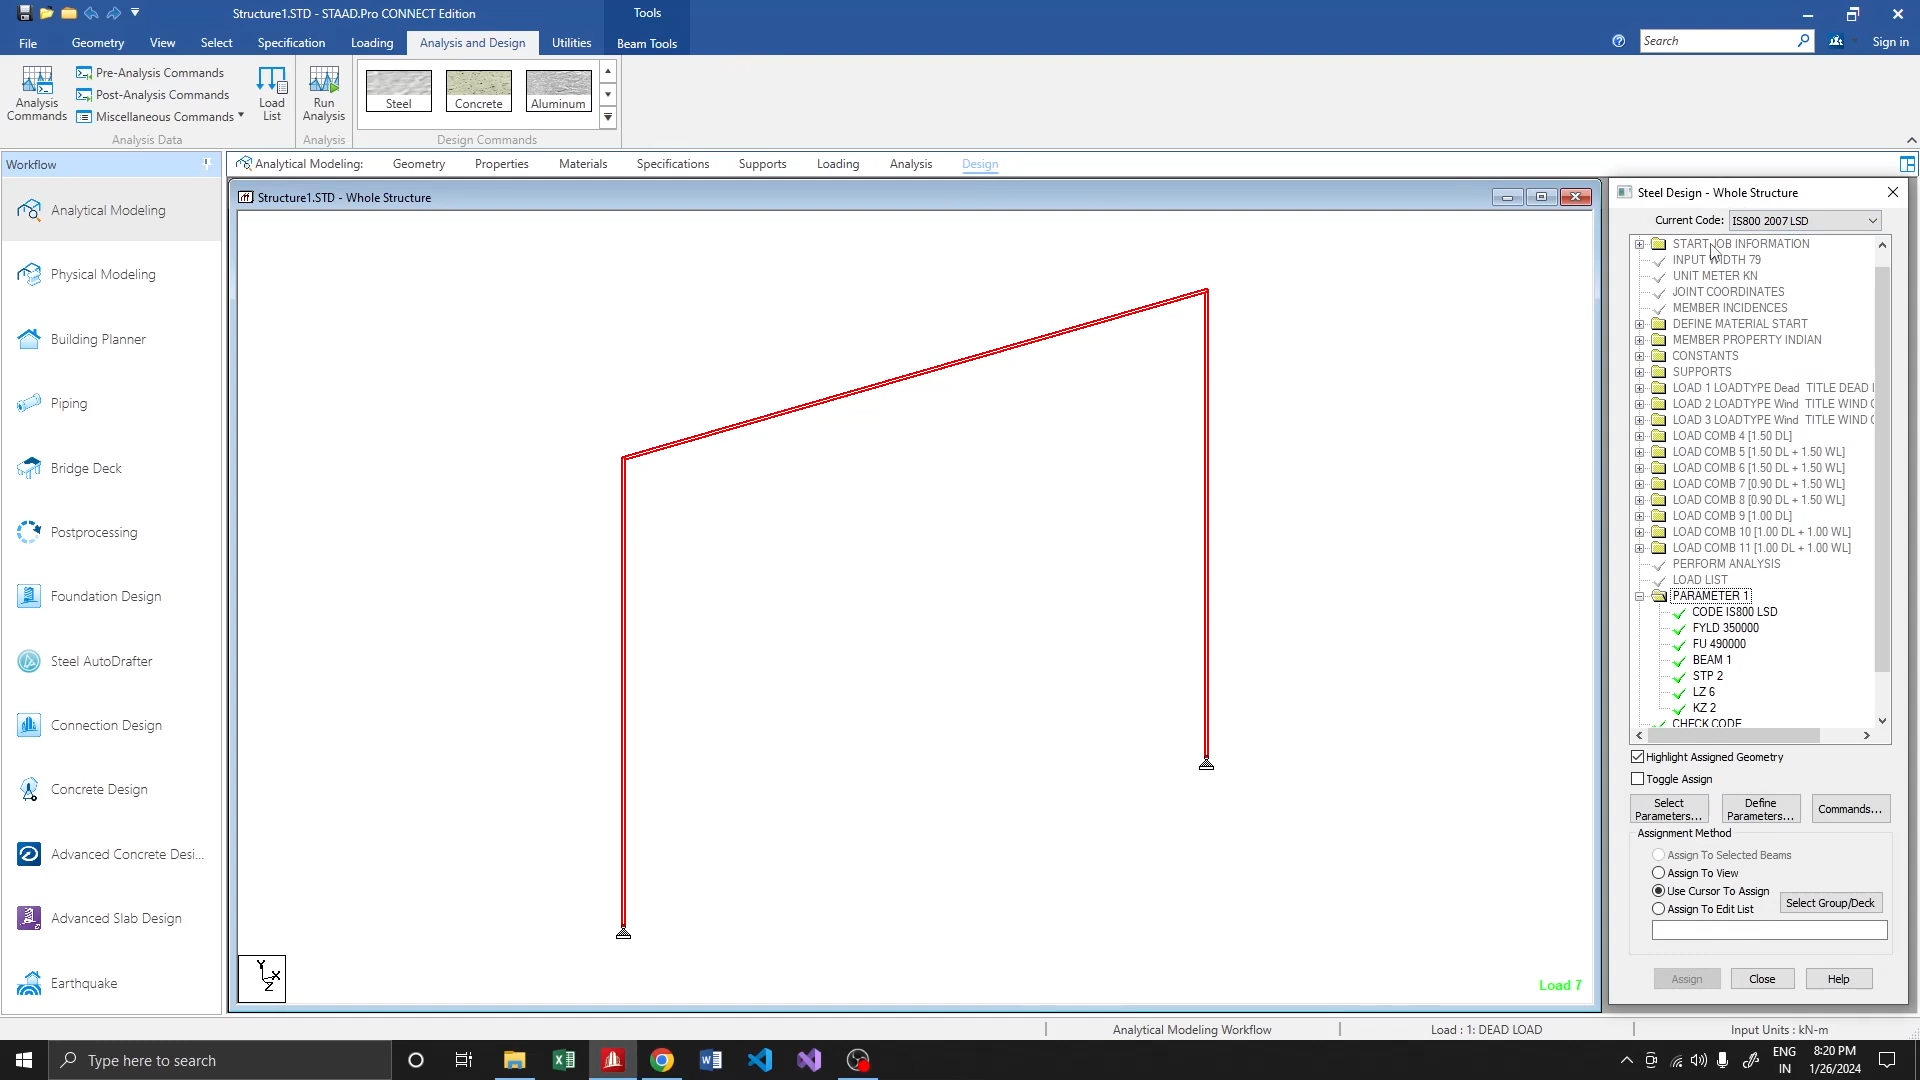 Structure1.STD - STAAD.Pro CONNECT Edition
Tools
File
Geometry
View
Select
Specification
Loading
Analysis and Design
Utilities
Beam Tools
Search
Sign in
Analysis Commands
Pre-Analysis Commands
Post-Analysis Commands
Miscellaneous Commands
Load List
Run Analysis
Steel
Concrete
Aluminum
Analysis Data
Analysis
Design Commands
Workflow
Analytical Modeling:
Geometry
Properties
Materials
Specifications
Supports
Loading
Analysis
Design
Analytical Modeling
Physical Modeling
Building Planner
Piping
Bridge Deck
Postprocessing
Foundation Design
Steel AutoDrafter
Connection Design
Concrete Design
Advanced Concrete Desi...
Advanced Slab Design
Earthquake
Structure1.STD - Whole Structure
Y
X
Z
Load 7
Steel Design - Whole Structure
Current Code:
IS800 2007 LSD
START JOB INFORMATION
INPUT WIDTH 79
UNIT METER KN
JOINT COORDINATES
MEMBER INCIDENCES
DEFINE MATERIAL START
MEMBER PROPERTY INDIAN
CONSTANTS
SUPPORTS
LOAD 1 LOADTYPE Dead TITLE DEAD
LOAD 2 LOADTYPE Wind TITLE WIND
LOAD 3 LOADTYPE Wind TITLE WIND
LOAD COMB 4 [1.50 DL]
LOAD COMB 5 [1.50 DL + 1.50 WL]
LOAD COMB 6 [1.50 DL + 1.50 WL]
LOAD COMB 7 [0.90 DL + 1.50 WL]
LOAD COMB 8 [0.90 DL + 1.50 WL]
LOAD COMB 9 [1.00 DL]
LOAD COMB 10 [1.00 DL + 1.00 WL]
LOAD COMB 11 [1.00 DL + 1.00 WL]
PERFORM ANALYSIS
LOAD LIST
PARAMETER 1
CODE IS800 LSD
FYLD 350000
FU 490000
BEAM 1
STP 2
LZ 6
KZ 2
CHECK CODE
Highlight Assigned Geometry
Toggle Assign
Select Parameters...
Define Parameters...
Commands...
Assignment Method
Assign To Selected Beams
Assign To View
Use Cursor To Assign
Assign To Edit List
Select Group/Deck
Assign
Close
Help
Analytical Modeling Workflow
Load : 1: DEAD LOAD
Input Units : kN-m
Type here to search
ENG
IN
8:20 PM
1/26/2024